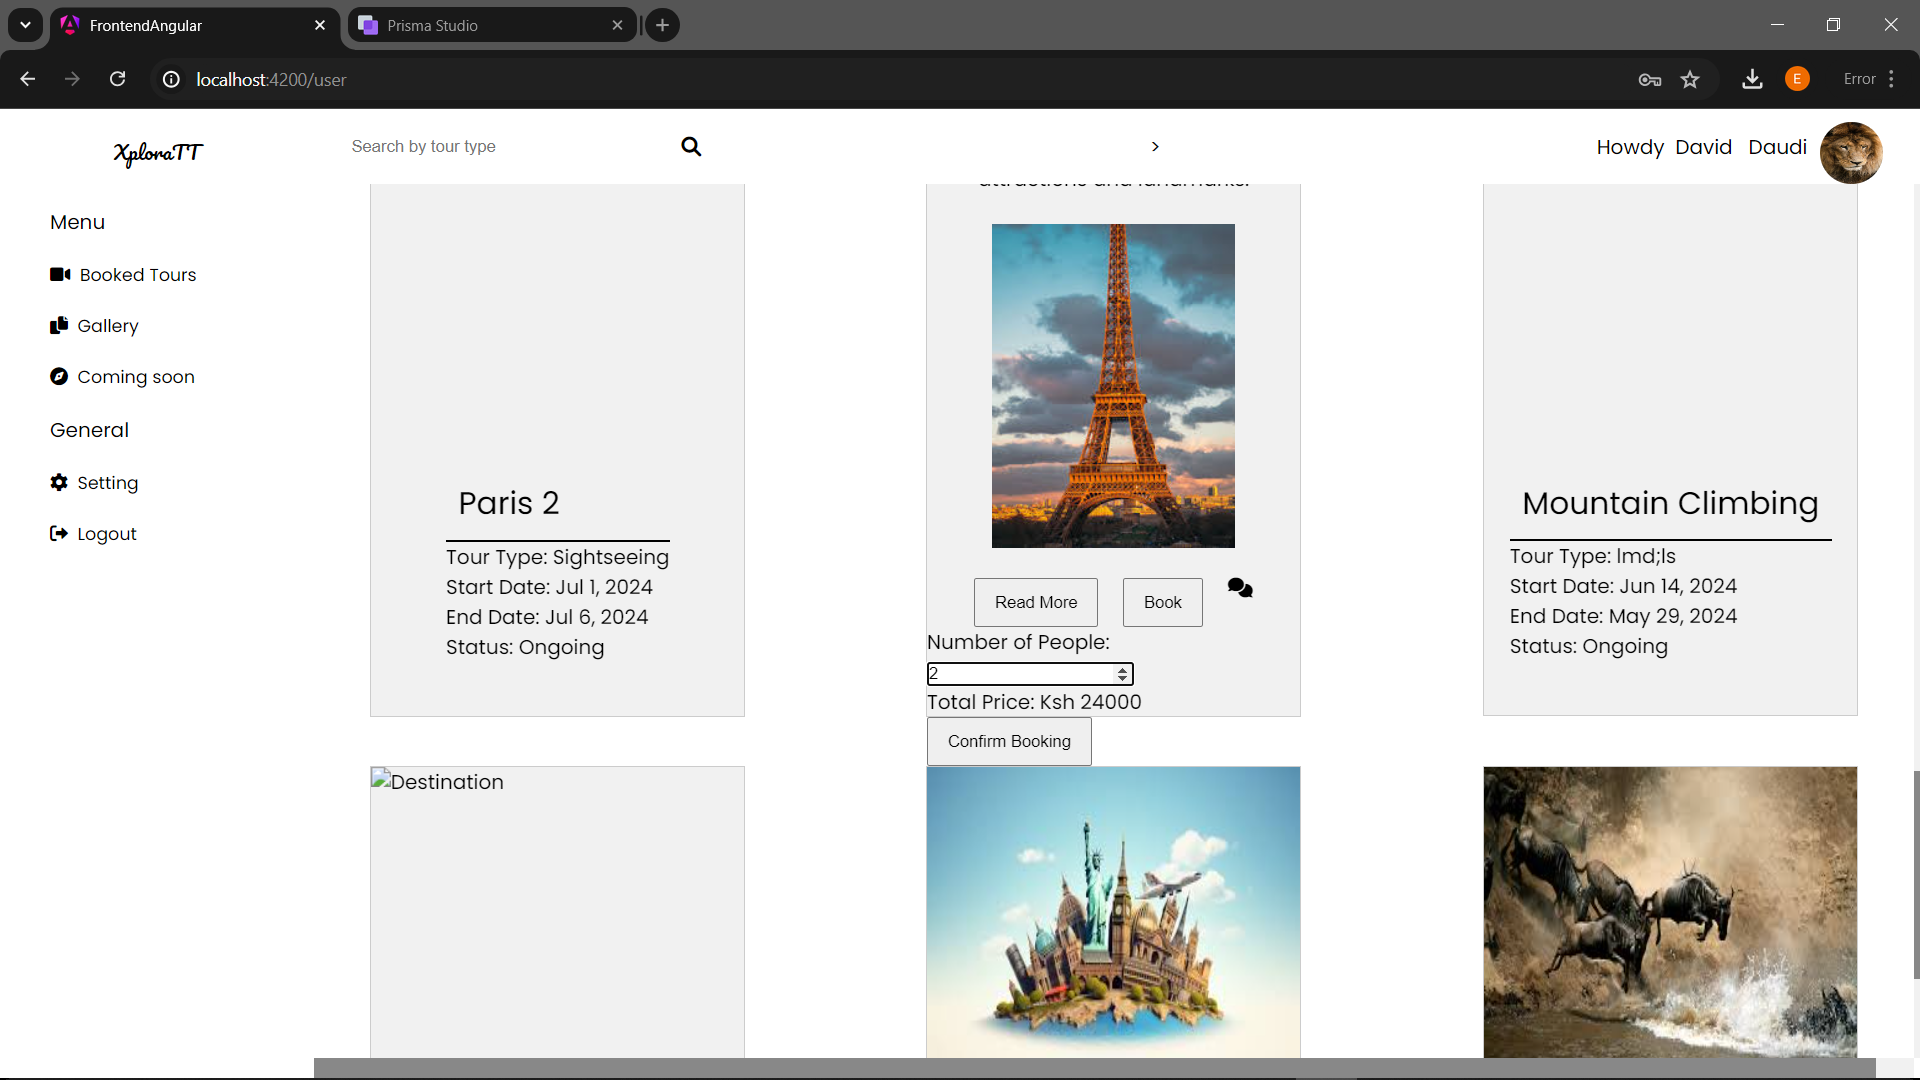 FrontendAngular
Prisma Studio
localhost:4200/user
E
Error
XploraTT
Search by tour type
>
Howdy David Daudi
Menu
Booked Tours
Gallery
Coming soon
General
Setting
Logout
attractions and landmarks.
Paris 2
Tour Type: Sightseeing
Start Date: Jul 1, 2024
End Date: Jul 6, 2024
Status: Ongoing
Read More
Book
Number of People:
2
Total Price: Ksh 24000
Confirm Booking
Mountain Climbing
Tour Type: lmd;ls
Start Date: Jun 14, 2024
End Date: May 29, 2024
Status: Ongoing
Destination